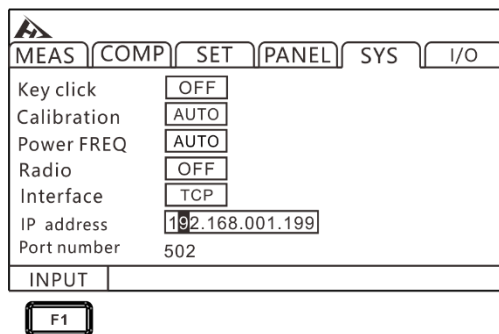 MEAS COMP SET PANEL SYS I/O
Key click OFF
Calibration AUTO
Power FREQ AUTO
Radio OFF
Interface TCP
IP address 192.168.001.199
Port number 502
INPUT
F1